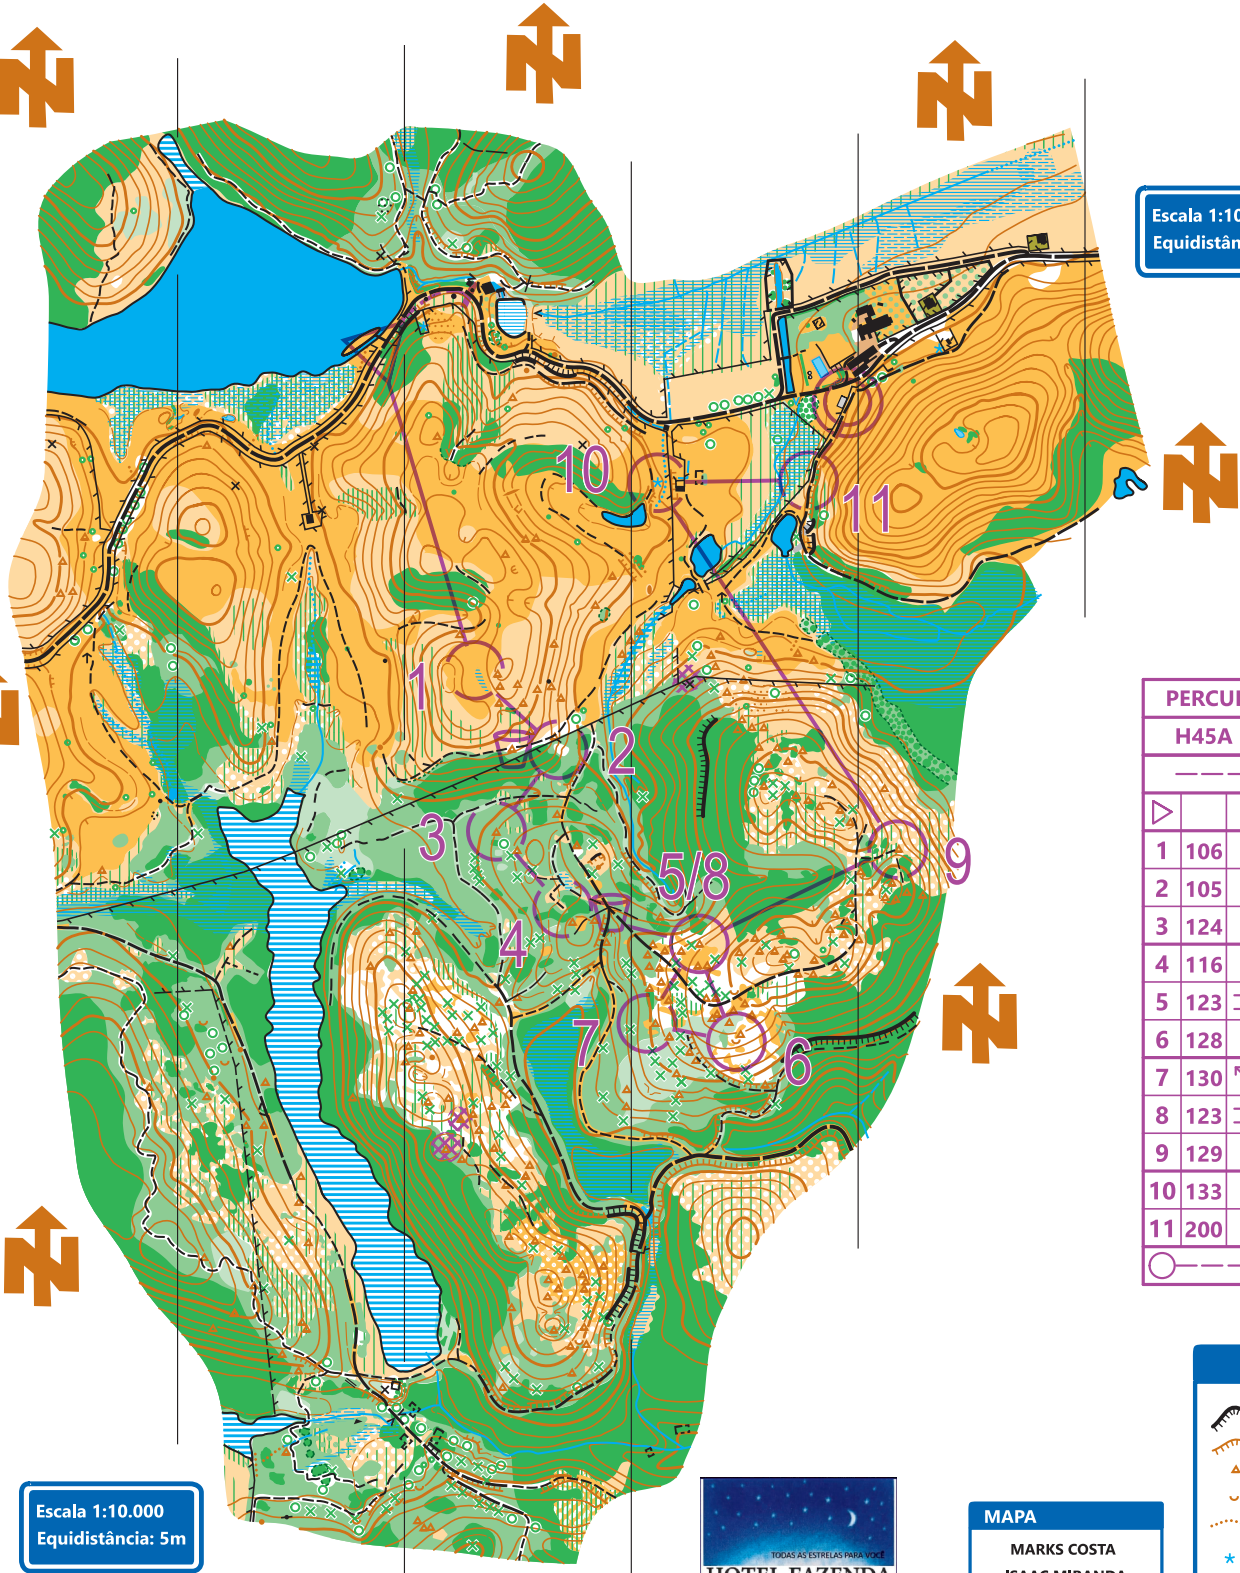 Escala 1:10
Equidistân
10
11
1
2
3
5/8
9
4
7
6
PERCU
H45A
1 106
2 105
3 124
4 116
5 123
6 128
7 130
8 123
9 129
10 133
11 200
Escala 1:10.000
Equidistância: 5m
TODAS AS ESTRELAS PARA VOCÊ
HOTEL FAZENDA
MAPA
MARKS COSTA
ISAAC MIRANDA